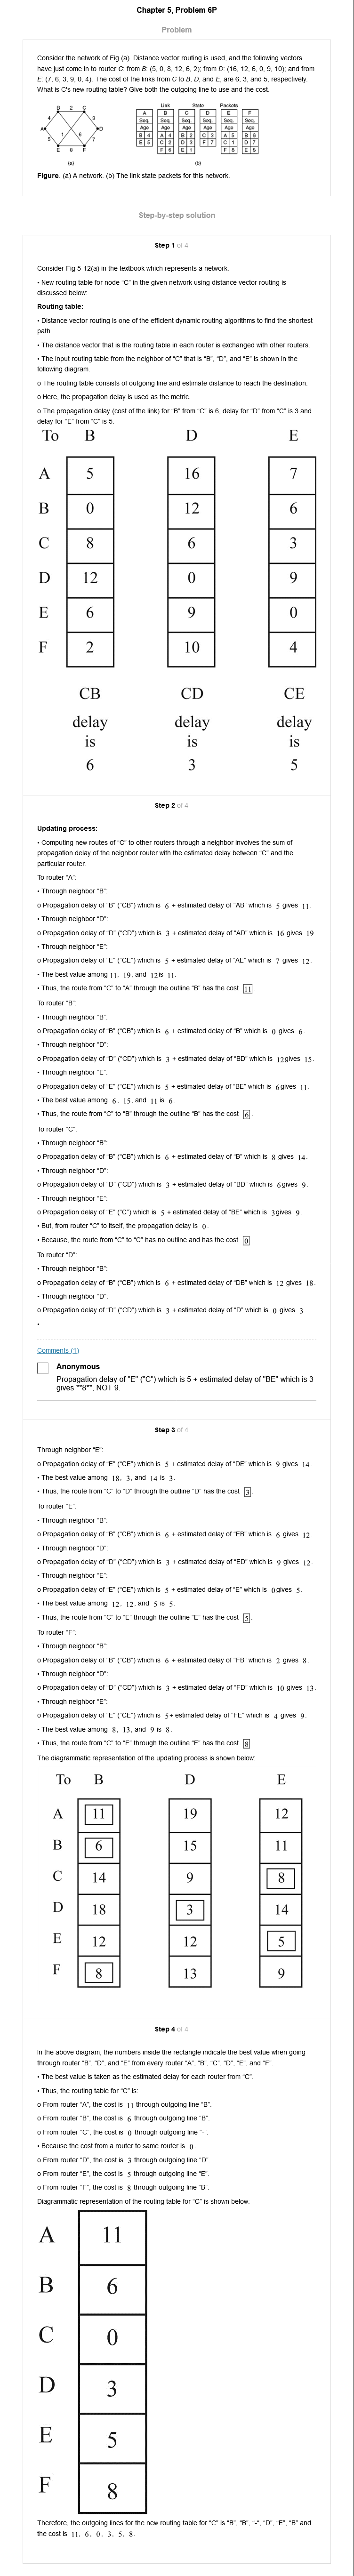 Chapter 5, Problem 6P
Problem
Consider the network of Fig.(a). Distance vector routing is used, and the following vectors
have just come in to router C: from B: (5, 0, 8, 12, 6, 2); from D: (16, 12, 6, 0, 9, 10); and from
E: (7, 6, 3, 9, 0, 4). The cost of the links from C to B, D, and E, are 6, 3, and 5, respectively.
What is C's new routing table? Give both the outgoing line to use and the cost.
B 2 C
4 3
A 1 6 D
5 7
E 8 F
(a)
Link State Packets
A B C D E F
Seq. Seq. Seq. Seq. Seq. Seq.
Age Age Age Age Age Age
B 4 A 4 B 2 C 3 A 5 B 6
E 5 C 2 D 3 F 7 C 1 D 7
F 6 E 1 F 8 E 8
(b)
Figure. (a) A network. (b) The link state packets for this network.
Step-by-step solution
Step 1 of 4
Consider Fig 5-12(a) in the textbook which represents a network.
• New routing table for node "C" in the given network using distance vector routing is
discussed below:
Routing table:
• Distance vector routing is one of the efficient dynamic routing algorithms to find the shortest
path.
• The distance vector that is the routing table in each router is exchanged with other routers.
• The input routing table from the neighbor of "C" that is "B", "D", and "E" is shown in the
following diagram.
o The routing table consists of outgoing line and estimate distance to reach the destination.
o Here, the propagation delay is used as the metric.
o The propagation delay (cost of the link) for "B" from "C" is 6, delay for "D" from "C" is 3 and
delay for "E" from "C" is 5.
To B D E
A 5 16 7
B 0 12 6
C 8 6 3
D 12 0 9
E 6 9 0
F 2 10 4
CB CD CE
delay delay delay
is is is
6 3 5
Step 2 of 4
Updating process:
• Computing new routes of "C" to other routers through a neighbor involves the sum of
propagation delay of the neighbor router with the estimated delay between "C" and the
particular router.
To router "A":
• Through neighbor "B":
o Propagation delay of "B" ("CB") which is 6 + estimated delay of "AB" which is 5 gives 11.
• Through neighbor "D":
o Propagation delay of "D" ("CD") which is 3 + estimated delay of "AD" which is 16 gives 19.
• Through neighbor "E":
o Propagation delay of "E" ("CE") which is 5 + estimated delay of "AE" which is 7 gives 12.
• The best value among 11, 19, and 12is 11.
• Thus, the route from "C" to "A" through the outline "B" has the cost 11.
To router "B":
• Through neighbor "B":
o Propagation delay of "B" ("CB") which is 6 + estimated delay of "B" which is 0 gives 6.
• Through neighbor "D":
o Propagation delay of "D" ("CD") which is 3 + estimated delay of "BD" which is 12gives 15.
• Through neighbor "E":
o Propagation delay of "E" ("CE") which is 5 + estimated delay of "BE" which is 6gives 11.
• The best value among 6, 15, and 11 is 6.
• Thus, the route from "C" to "B" through the outline "B" has the cost 6.
To router "C":
• Through neighbor "B":
o Propagation delay of "B" ("CB") which is 6 + estimated delay of "B" which is 8 gives 14.
• Through neighbor "D":
o Propagation delay of "D" ("CD") which is 3 + estimated delay of "BD" which is 6gives 9.
• Through neighbor "E":
o Propagation delay of "E" ("C") which is 5 + estimated delay of "BE" which is 3gives 9.
• But, from router "C" to itself, the propagation delay is 0.
• Because, the route from "C" to "C" has no outline and has the cost 0
To router "D":
• Through neighbor "B":
o Propagation delay of "B" ("CB") which is 6 + estimated delay of "DB" which is 12 gives 18.
• Through neighbor "D":
o Propagation delay of "D" ("CD") which is 3 + estimated delay of "D" which is 0 gives 3.
•
Comments (1)
Anonymous
Propagation delay of "E" ("C") which is 5 + estimated delay of "BE" which is 3
gives **8**, NOT 9.
Step 3 of 4
Through neighbor "E":
o Propagation delay of "E" ("CE") which is 5 + estimated delay of "DE" which is 9 gives 14.
• The best value among 18, 3, and 14 is 3.
• Thus, the route from "C" to "D" through the outline "D" has the cost 3.
To router "E":
• Through neighbor "B":
o Propagation delay of "B" ("CB") which is 6 + estimated delay of "EB" which is 6 gives 12.
• Through neighbor "D":
o Propagation delay of "D" ("CD") which is 3 + estimated delay of "ED" which is 9 gives 12.
• Through neighbor "E":
o Propagation delay of "E" ("CE") which is 5 + estimated delay of "E" which is 0gives 5.
• The best value among 12, 12, and 5 is 5.
• Thus, the route from "C" to "E" through the outline "E" has the cost 5.
To router "F":
• Through neighbor "B":
o Propagation delay of "B" ("CB") which is 6 + estimated delay of "FB" which is 2 gives 8.
• Through neighbor "D":
o Propagation delay of "D" ("CD") which is 3 + estimated delay of "FD" which is 10 gives 13.
• Through neighbor "E":
o Propagation delay of "E" ("CE") which is 5+ estimated delay of "FE" which is 4 gives 9.
• The best value among 8, 13, and 9 is 8.
• Thus, the route from "C" to "E" through the outline "E" has the cost 8.
The diagrammatic representation of the updating process is shown below:
To B D E
A 11 19 12
B 6 15 11
C 14 9 8
D 18 3 14
E 12 12 5
F 8 13 9
Step 4 of 4
In the above diagram, the numbers inside the rectangle indicate the best value when going
through router "B", "D", and "E" from every router "A", "B", "C", "D", "E", and "F".
• The best value is taken as the estimated delay for each router from "C".
• Thus, the routing table for "C" is:
o From router "A", the cost is 11 through outgoing line "B".
o From router "B", the cost is 6 through outgoing line "B".
o From router "C", the cost is 0 through outgoing line "-".
• Because the cost from a router to same router is 0.
o From router "D", the cost is 3 through outgoing line "D".
o From router "E", the cost is 5 through outgoing line "E".
o From router "F", the cost is 8 through outgoing line "B".
Diagrammatic representation of the routing table for "C" is shown below:
A 11
B 6
C 0
D 3
E 5
F 8
Therefore, the outgoing lines for the new routing table for "C" is "B", "B", "-", "D", "E", "B" and
the cost is 11, 6, 0, 3, 5, 8.